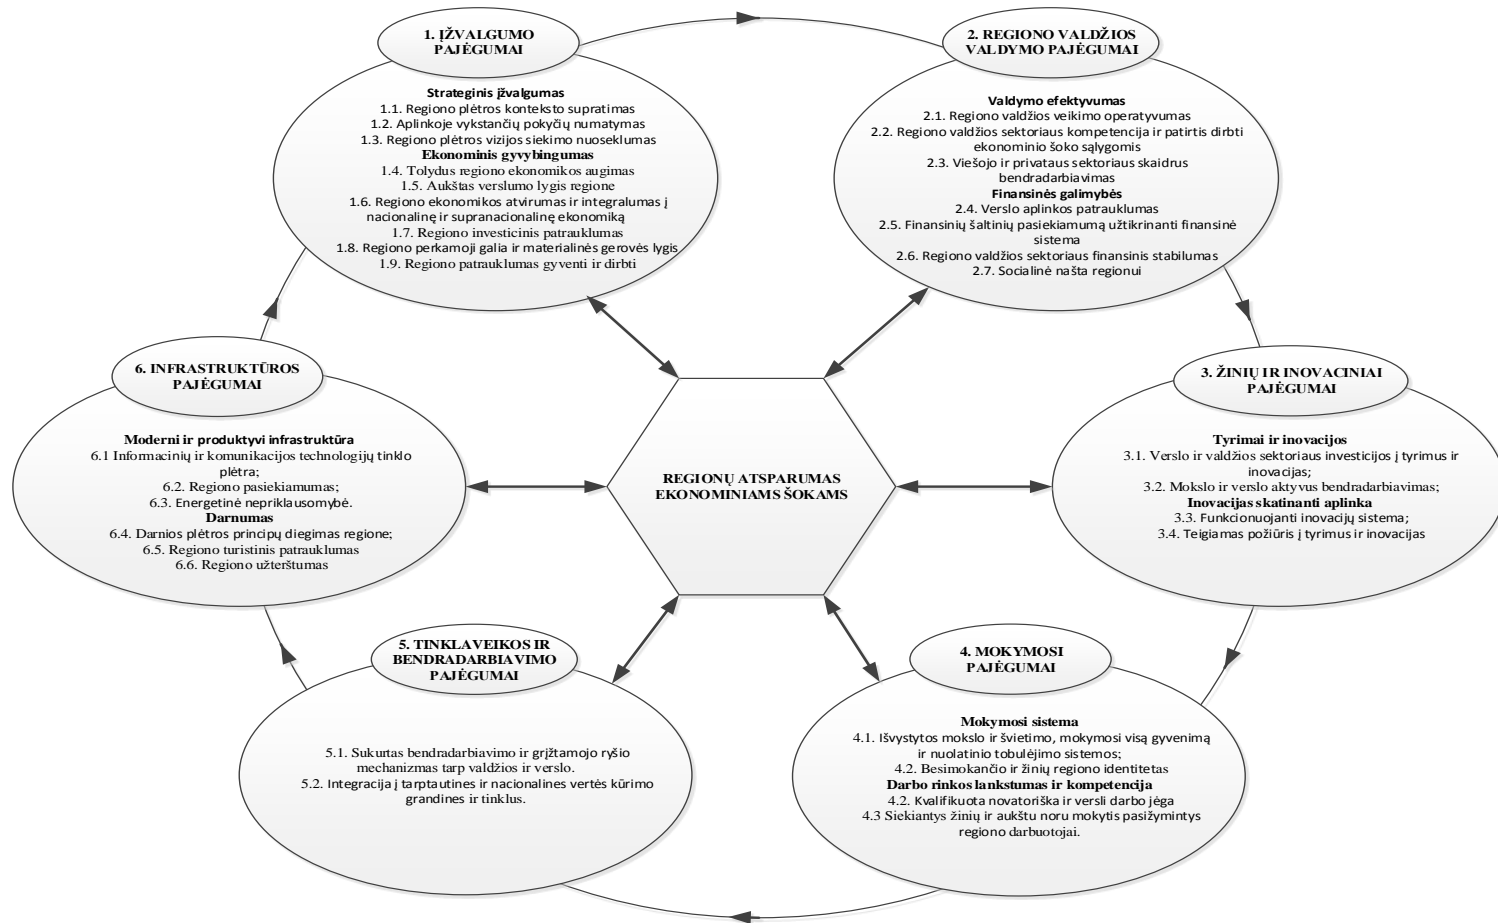 1. ĮŽVALGUMO
PAJĖGUMAI
Strateginis įžvalgumas
1.1. Regiono plėtros konteksto supratimas
1.2. Aplinkoje vykstančių pokyčių numatymas
1.3. Regiono plėtros vizijos siekimo nuoseklumas
Ekonominis gyvybingumas
1.4. Tolydus regiono ekonomikos augimas
1.5. Aukštas verslumo lygis regione
1.6. Regiono ekonomikos atvirumas ir integralumas į
nacionalinę ir supranacionalinę ekonomiką
1.7. Regiono investicinis patrauklumas
1.8. Regiono perkamoji galia ir materialinės gerovės lygis
1.9. Regiono patrauklumas gyventi ir dirbti
2. REGIONO VALDŽIOS
VALDYMO PAJĖGUMAI
Valdymo efektyvumas
2.1. Regiono valdžios veikimo operatyvumas
2.2. Regiono valdžios sektoriaus kompetencija ir patirtis dirbti
ekonominio šoko sąlygomis
2.3. Viešojo ir privataus sektoriaus skaidrus
bendradarbiavimas
Finansinės galimybės
2.4. Verslo aplinkos patrauklumas
2.5. Finansinių šaltinių pasiekiamumą užtikrinanti finansinė
sistema
2.6. Regiono valdžios sektoriaus finansinis stabilumas
2.7. Socialinė našta regionui
3. ŽINIŲ IR INOVACINIAI
PAJĖGUMAI
Tyrimai ir inovacijos
3.1. Verslo ir valdžios sektoriaus investicijos į tyrimus ir
inovacijas;
3.2. Mokslo ir verslo aktyvus bendradarbiavimas;
Inovacijas skatinanti aplinka
3.3. Funkcionuojanti inovacijų sistema;
3.4. Teigiamas požiūris į tyrimus ir inovacijas
4. MOKYMOSI
PAJĖGUMAI
Mokymosi sistema
4.1. Išvystytos mokslo ir švietimo, mokymosi visą gyvenimą
ir nuolatinio tobulėjimo sistemos;
4.2. Besimokančio ir žinių regiono identitetas
Darbo rinkos lankstumas ir kompetencija
4.2. Kvalifikuota novatoriška ir versli darbo jėga
4.3 Siekiantys žinių ir aukštu noru mokytis pasižymintys
regiono darbuotojai.
5. TINKLAVEIKOS IR
BENDRADARBIAVIMO
PAJĖGUMAI
5.1. Sukurtas bendradarbiavimo ir grįžtamojo ryšio
mechanizmas tarp valdžios ir verslo.
5.2. Integracija į tarptautines ir nacionalines vertės kūrimo
grandines ir tinklus.
6. INFRASTRUKTŪROS
PAJĖGUMAI
Moderni ir produktyvi infrastruktūra
6.1 Informacinių ir komunikacijos technologijų tinklo
plėtra;
6.2. Regiono pasiekiamumas;
6.3. Energetinė nepriklausomybė.
Darnumas
6.4. Darnios plėtros principų diegimas regione;
6.5. Regiono turistinis patrauklumas
6.6. Regiono užterštumas
REGIONŲ ATSPARUMAS
EKONOMINIAMS ŠOKAMS